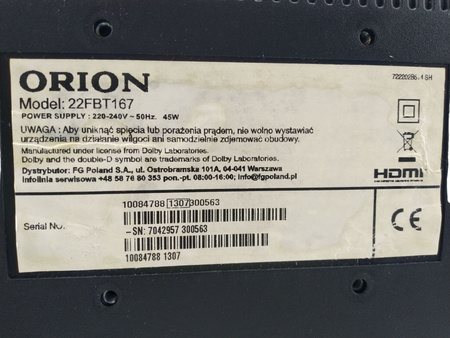 722202B6.4 SH
ORION
Model: 22FBT167
POWER SUPPLY : 220-240V ~ 50Hz. 45W
UWAGA : Aby uniknąć spięcia lub porażenia prądem, nie wolno wystawiać
urządzenia na działanie wilgoci ani samodzielnie zdejmować obudowy.
Manufactured under license from Dolby Laboratories.
Dolby and the double-D symbol are trademarks of Dolby Laboratories.
Dystrybutor: FG Poland S.A., ul. Ostrobramska 101A, 04-041 Warszawa
Infolinia serwisowa +48 58 76 80 353 pon.-pt. 08:00-16:00; info@fgpoland.pl
HDMI
10084788 1307 300563
Serial NO.
-SN: 7042957 300563
10084788 1307
CE